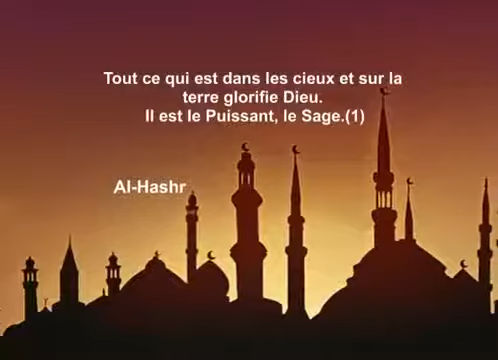 Tout ce qui est dans les cieux et sur la
terre glorifie Dieu.
Il est le Puissant, le Sage.(1)
Al-Hashr